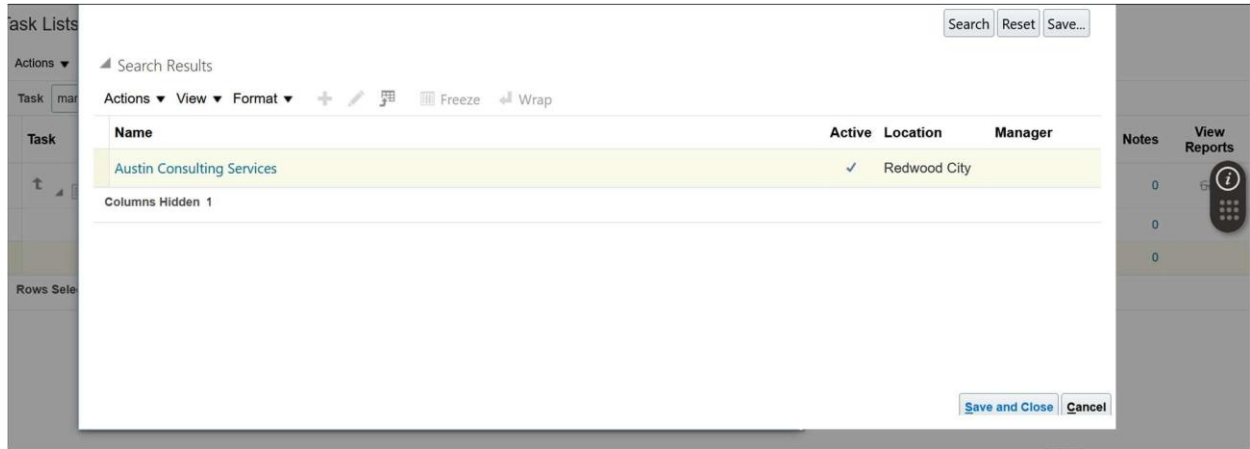 ask Lists
Search Reset Save...
Actions
Search Results
Task mar
Actions View Format Freeze Wrap
Task
Name Active Location Manager
Notes View Reports
Austin Consulting Services Redwood City
0
Columns Hidden 1
0
0
Rows Sele
Save and Close Cancel